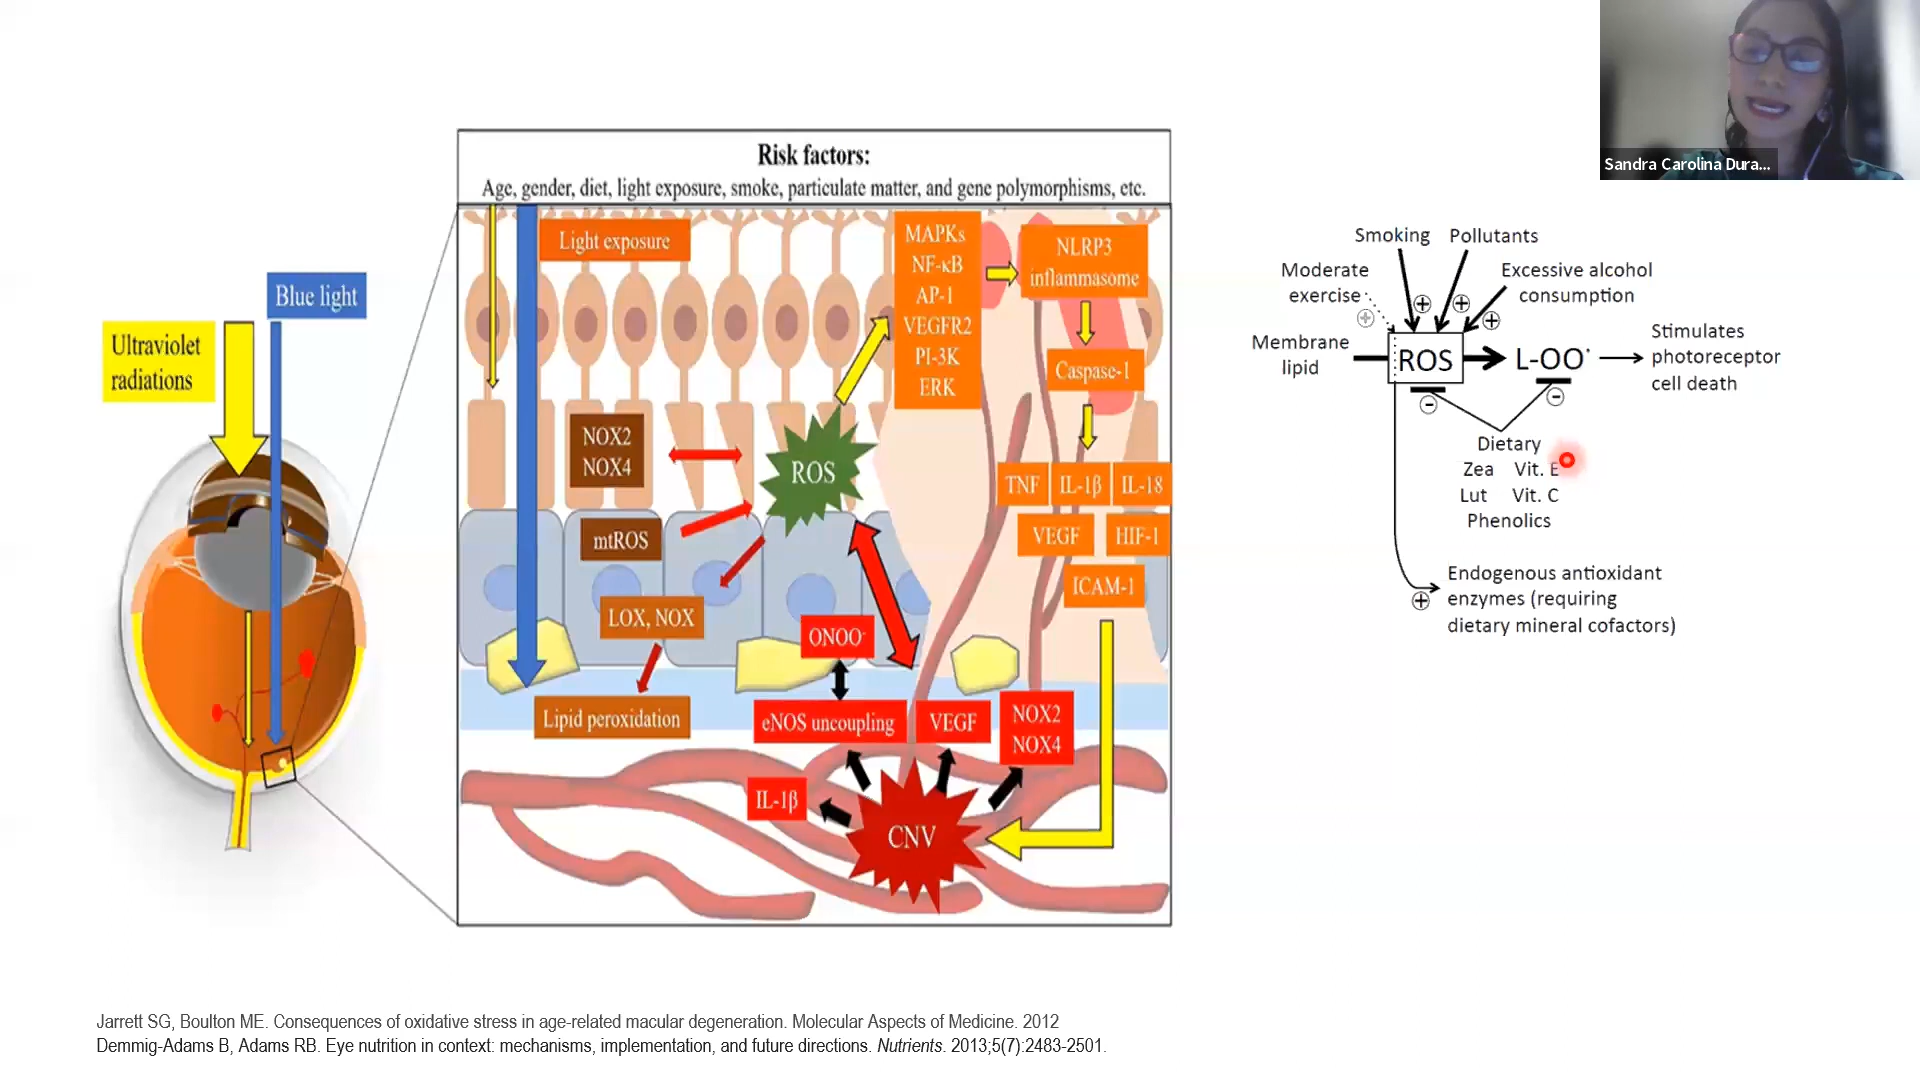 Sandra Carolina Dura...
Risk factors:
Age, gender, diet, light exposure, smoke, particulate matter, and gene polymorphisms, etc.
Blue light
Ultraviolet
radiations
Light exposure
MAPKs
NF-κB
AP-1
VEGFR2
PI-3K
ERK
NLRP3
inflammasome
Caspase-1
NOX2
NOX4
ROS
TNF
IL-1β
IL-18
mtROS
VEGF
HIF-1
ICAM-1
LOX, NOX
ONOO⁻
Lipid peroxidation
eNOS uncoupling
VEGF
NOX2
NOX4
IL-1β
CNV
Smoking
Pollutants
Moderate
exercise
Excessive alcohol
consumption
Membrane
lipid
ROS
L-OO•
Stimulates
photoreceptor
cell death
Dietary
Zea Vit. E
Lut Vit. C
Phenolics
Endogenous antioxidant
enzymes (requiring
dietary mineral cofactors)
Jarrett SG, Boulton ME. Consequences of oxidative stress in age-related macular degeneration. Molecular Aspects of Medicine. 2012
Demmig-Adams B, Adams RB. Eye nutrition in context: mechanisms, implementation, and future directions. Nutrients. 2013;5(7):2483-2501.